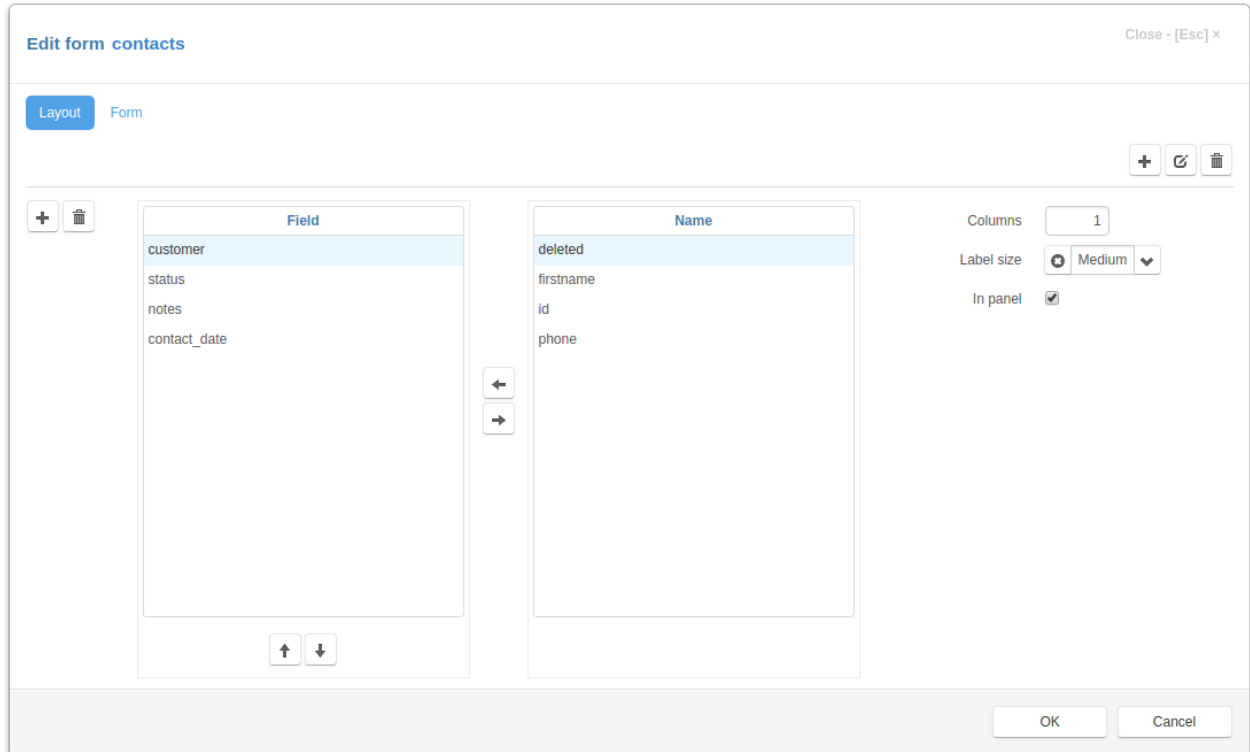 Edit form contacts
Close - [Esc] ×
Layout
Form
Field
customer
status
notes
contact_date
Name
deleted
firstname
id
phone
Columns 1
Label size Medium
In panel
OK
Cancel